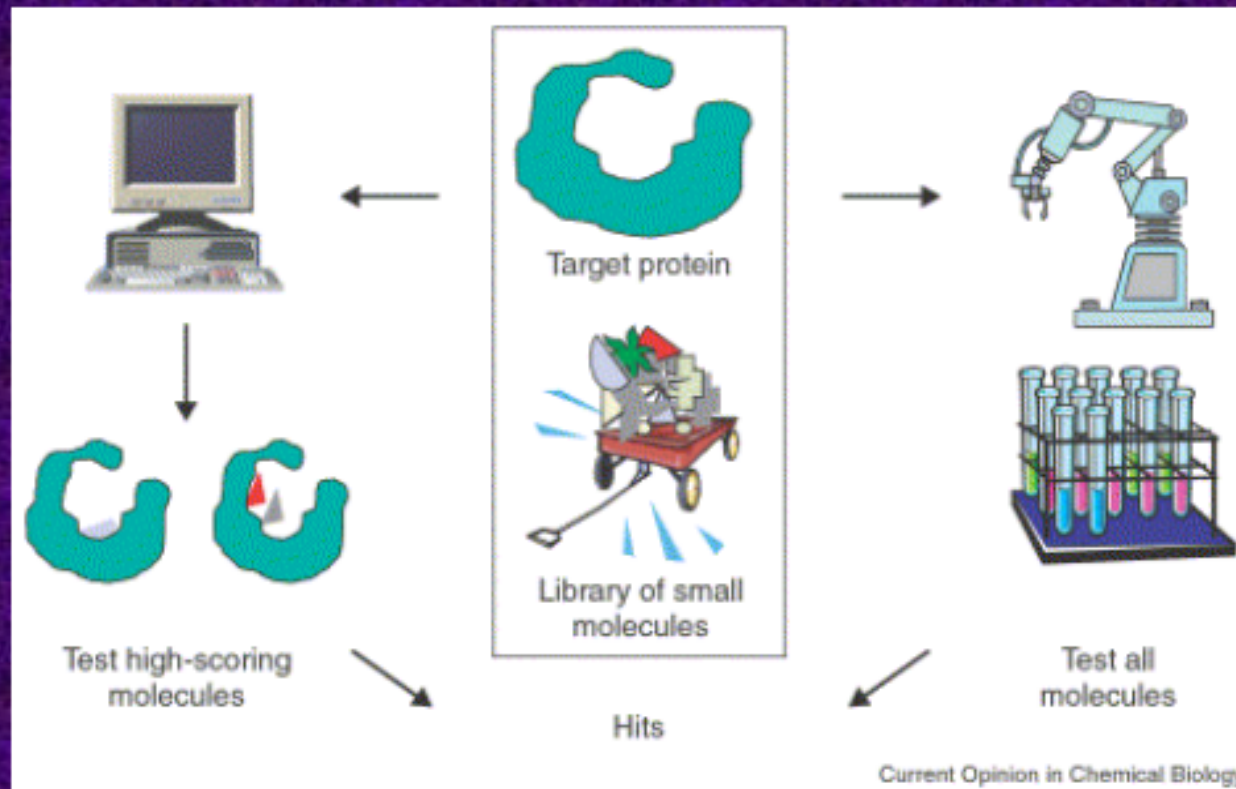 Target protein
Library of small
molecules
Test high-scoring
molecules
Test all
molecules
Hits
Current Opinion in Chemical Biology